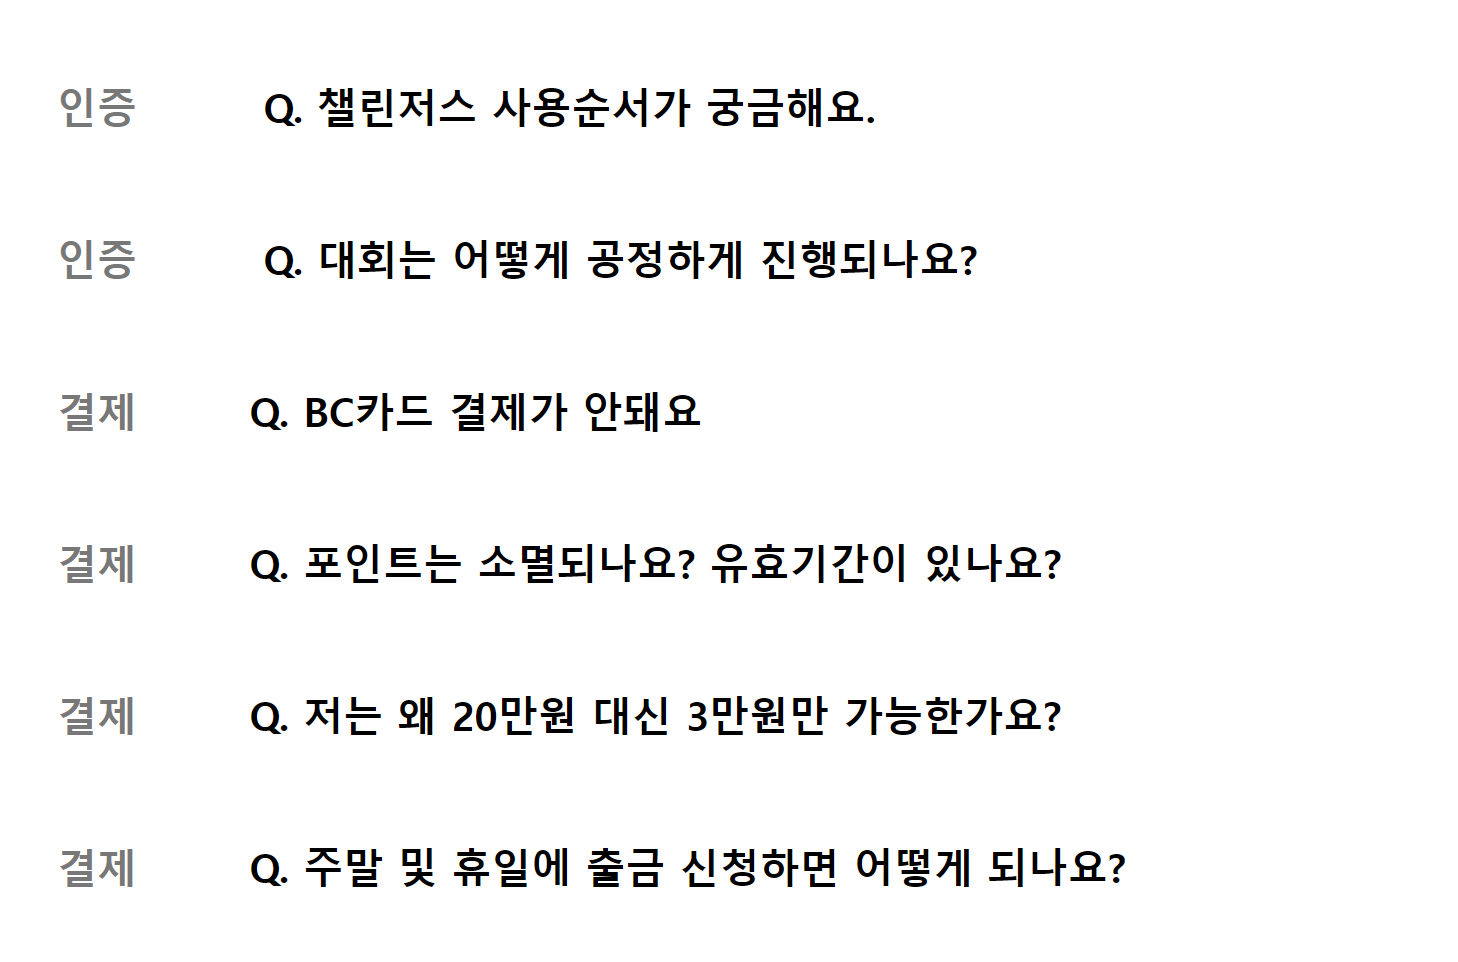 인증 Q. 챌린저스 사용순서가 궁금해요.
인증 Q. 대회는 어떻게 공정하게 진행되나요?
결제 Q. BC카드 결제가 안돼요
결제 Q. 포인트는 소멸되나요? 유효기간이 있나요?
결제 Q. 저는 왜 20만원 대신 3만원만 가능한가요?
결제 Q. 주말 및 휴일에 출금 신청하면 어떻게 되나요?